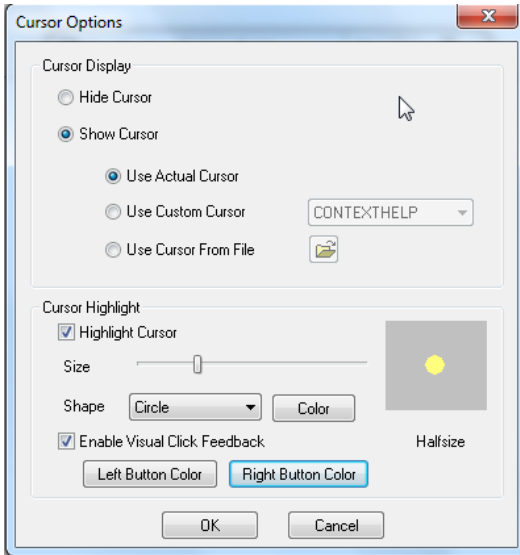 Cursor Options
Cursor Display
Hide Cursor
Show Cursor
Use Actual Cursor
Use Custom Cursor CONTEXTHELP
Use Cursor From File
Cursor Highlight
Highlight Cursor
Size
Shape Circle Color
Enable Visual Click Feedback Halfsize
Left Button Color Right Button Color
OK Cancel